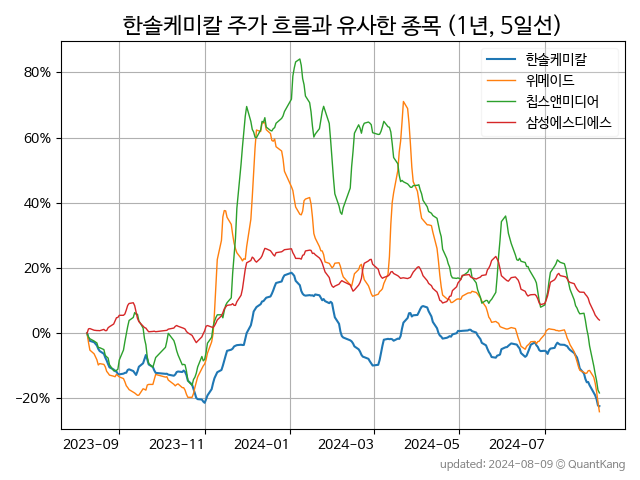 한솔케미칼 주가 흐름과 유사한 종목 (1년, 5일선)
한솔케미칼
위메이드
칩스앤미디어
삼성에스디에스
80%
60%
40%
20%
0%
−20%
2023-09 2023-11 2024-01 2024-03 2024-05 2024-07
updated: 2024-08-09 © QuantKang